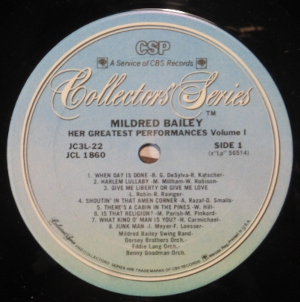 CSP
A Service of CBS Records
Collectors' Series
TM
MILDRED BAILEY
HER GREATEST PERFORMANCES Volume I
JC3L-22
JCL 1860
SIDE 1
(x"Lp" 56514)
1. WHEN DAY IS DONE -B. G. DeSylva-R. Katscher-
2. HARLEM LULLABY -M. Millham-W. Robison-
3. GIVE ME LIBERTY OR GIVE ME LOVE
-L. Robin-R. Rainger-
4. SHOUTIN' IN THAT AMEN CORNER -A. Razaf-D. Small-
5. THERE'S A CABIN IN THE PINES -W. Hill-
6. IS THAT RELIGION? -M. Parish-M. Pinkard-
7. WHAT KIND O' MAN IS YOU? -H. Carmichael-
8. JUNK MAN -J. Meyer-F. Loesser-
Mildred Bailey Swing Band-
Dorsey Brothers Orch.-
Eddie Lang Orch.-
Benny Goodman Orch.